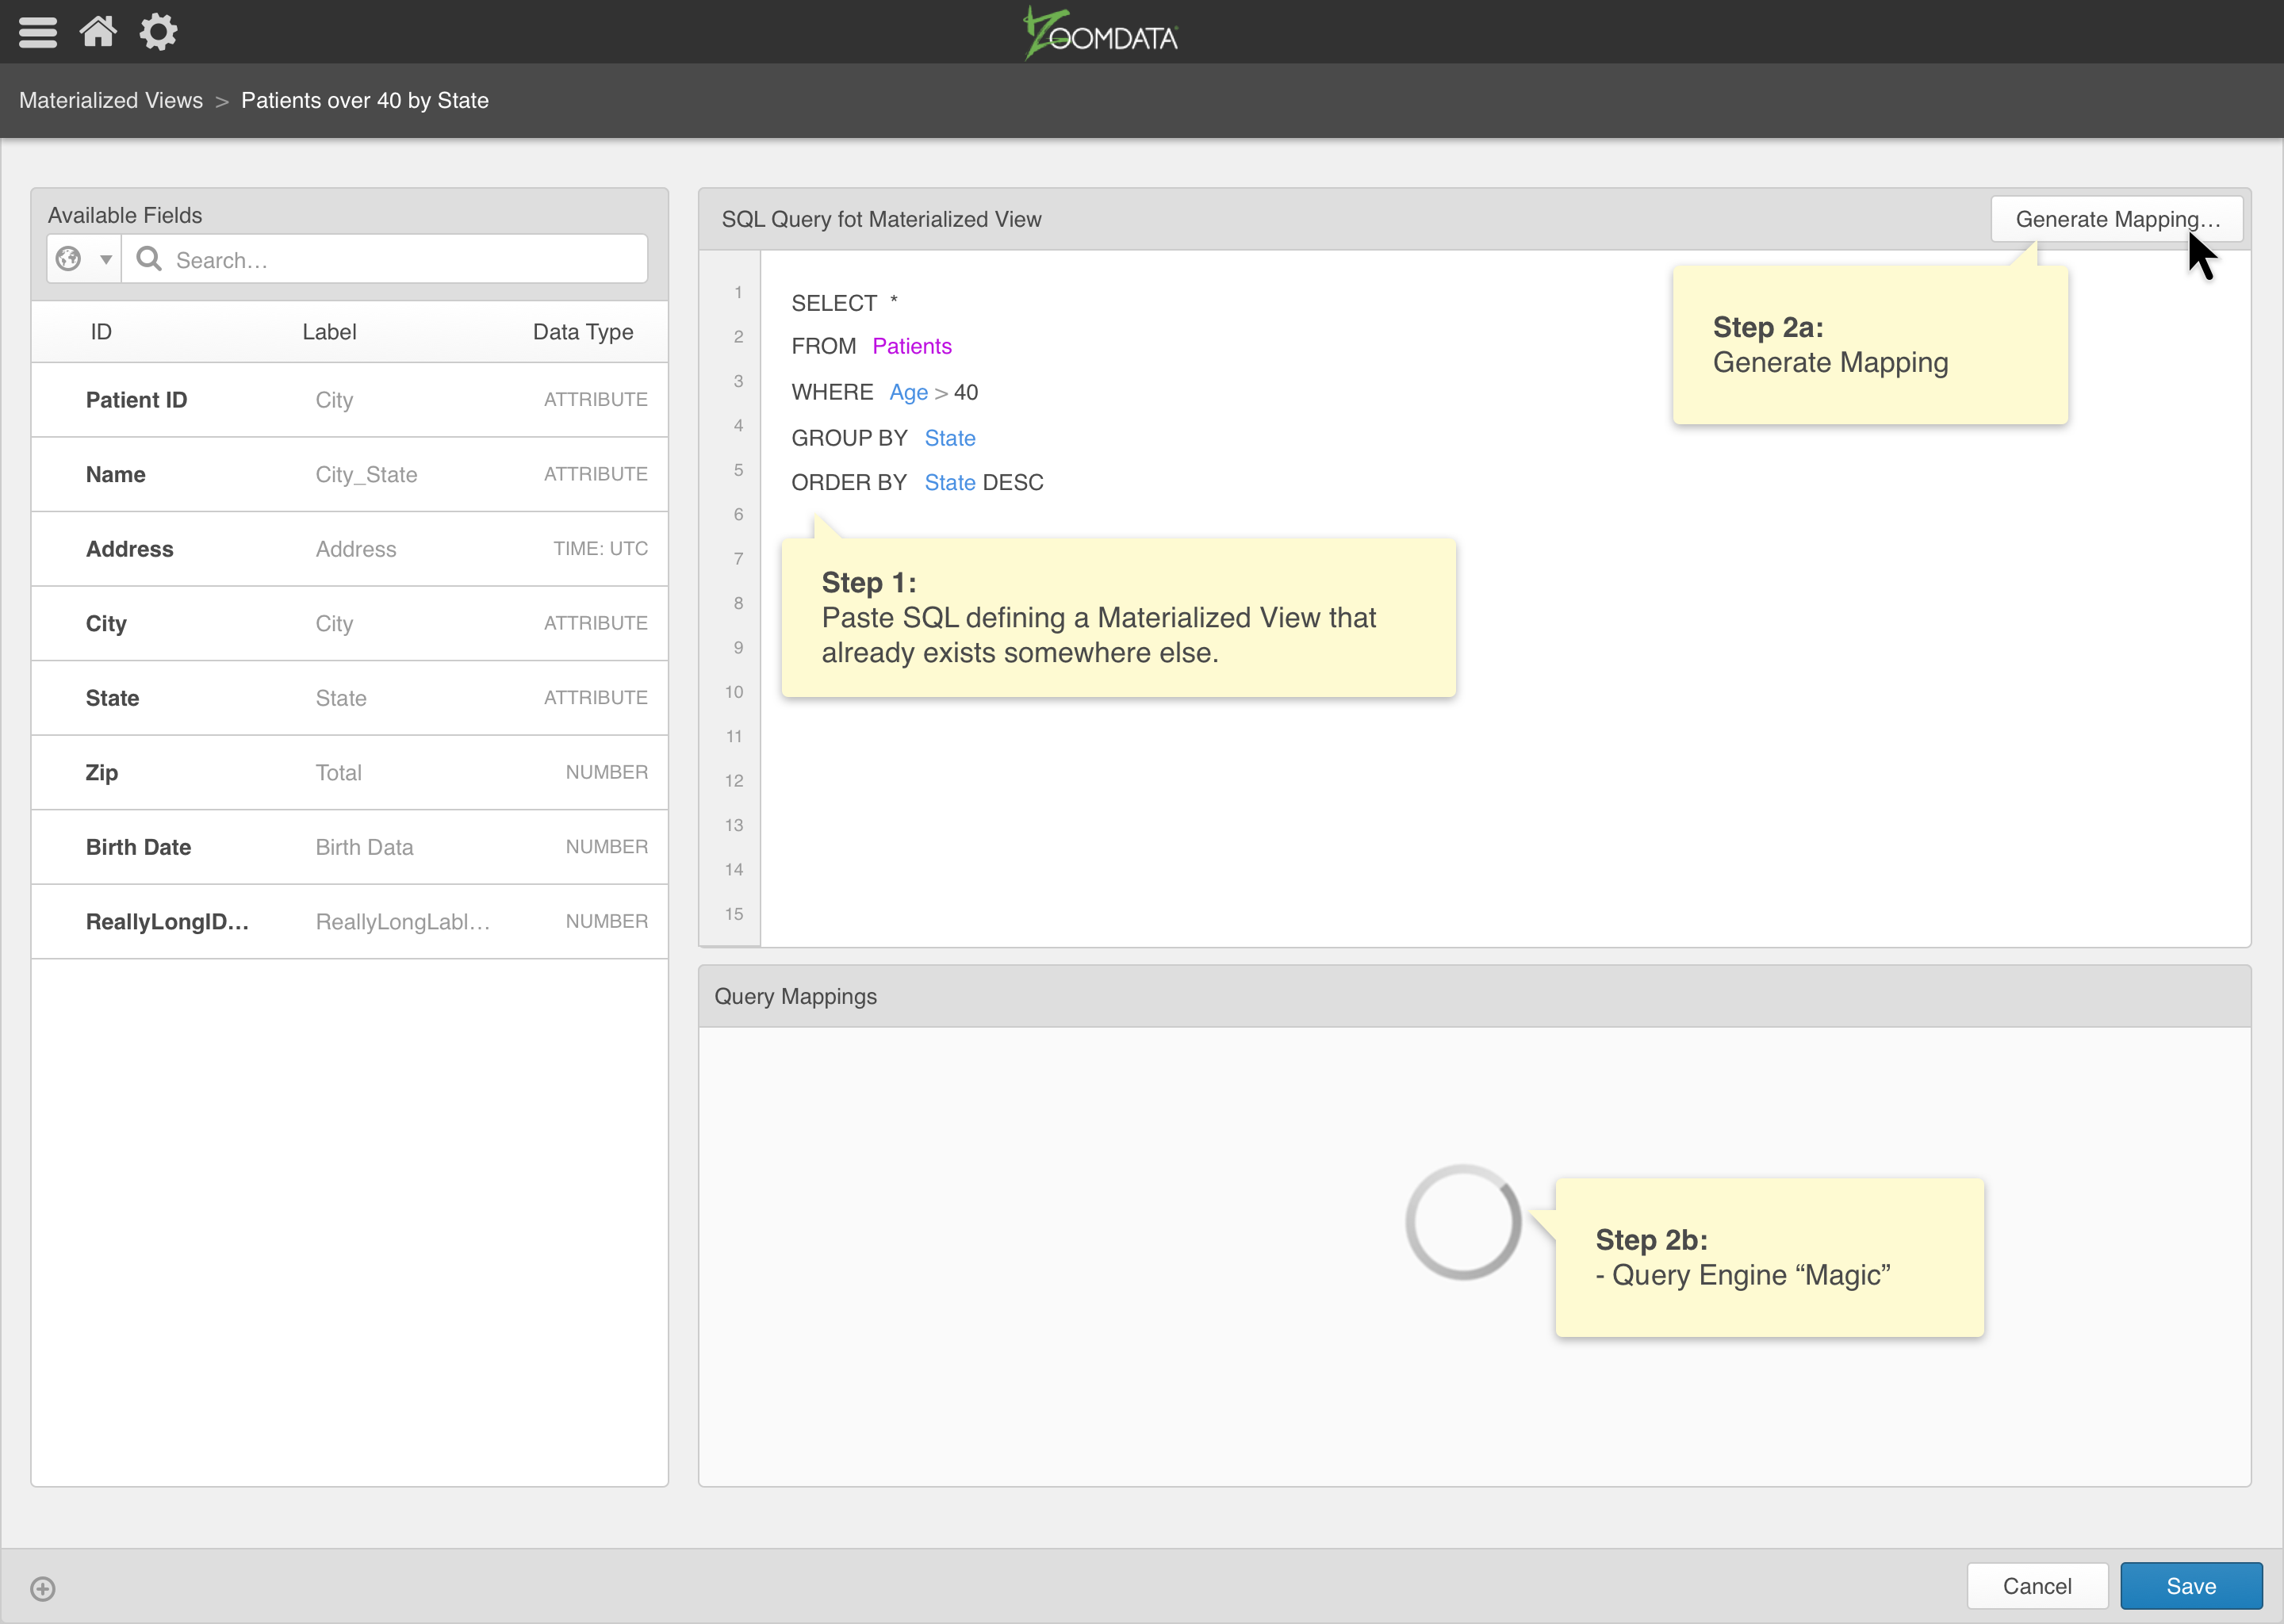 ZOOMDATA
Materialized Views > Patients over 40 by State
Available Fields
Search…
ID Label Data Type
Patient ID City ATTRIBUTE
Name City_State ATTRIBUTE
Address Address TIME: UTC
City City ATTRIBUTE
State State ATTRIBUTE
Zip Total NUMBER
Birth Date Birth Data NUMBER
ReallyLongID… ReallyLongLabl… NUMBER
SQL Query fot Materialized View
Generate Mapping…
1 SELECT *
2 FROM Patients
3 WHERE Age > 40
4 GROUP BY State
5 ORDER BY State DESC
6
7
8
9
10
11
12
13
14
15
Step 2a:
Generate Mapping
Step 1:
Paste SQL defining a Materialized View that
already exists somewhere else.
Query Mappings
Step 2b:
- Query Engine “Magic”
Cancel
Save